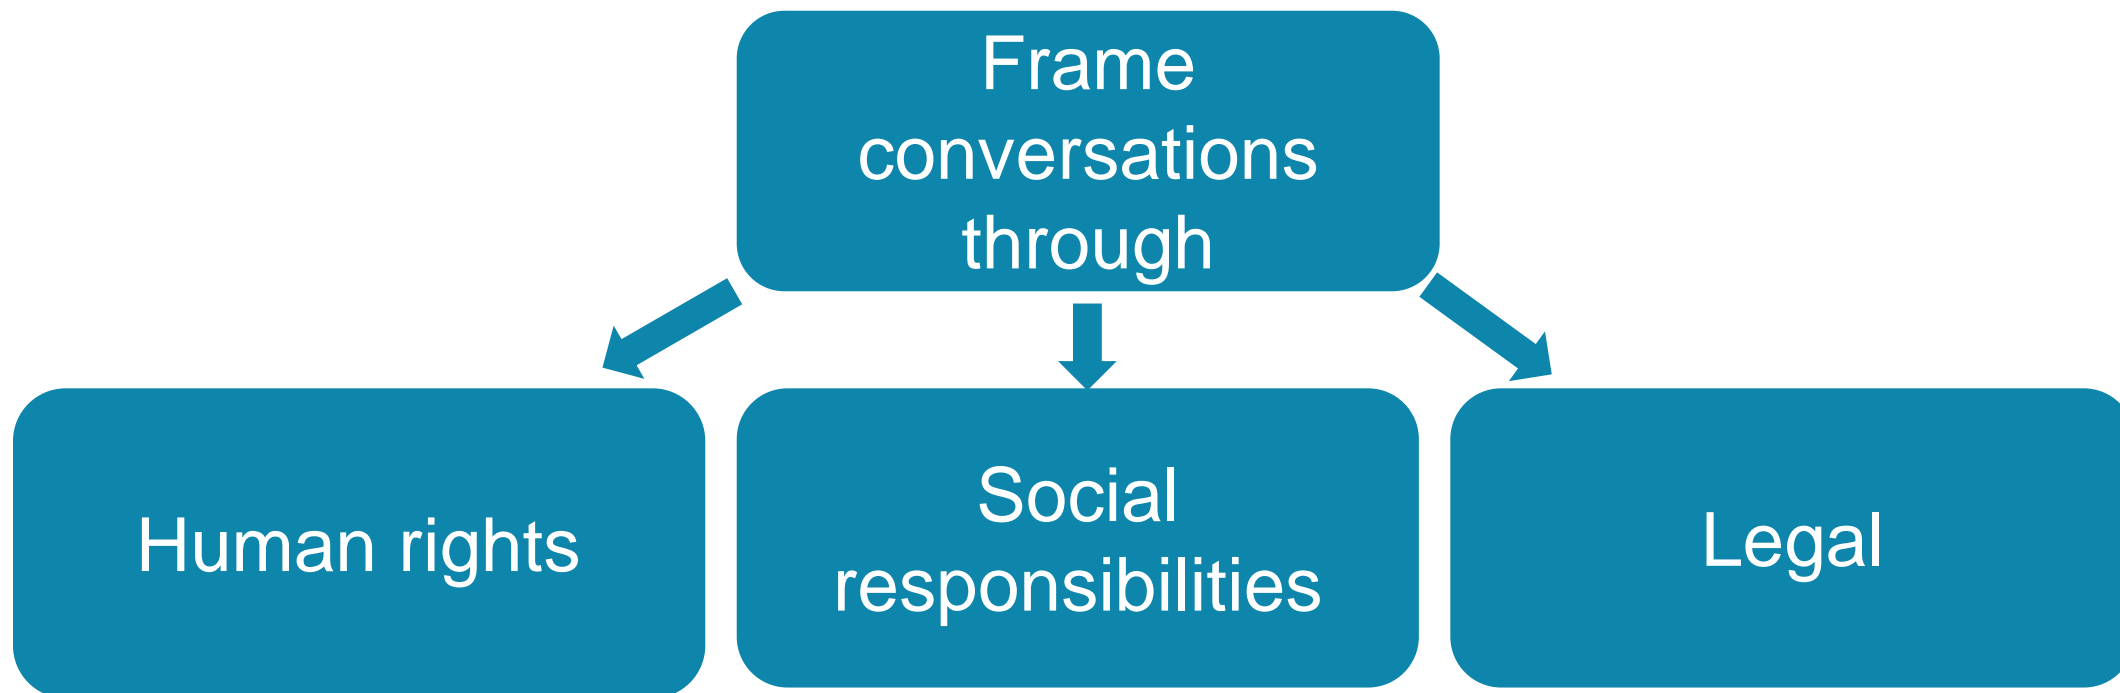 Frame
conversations
through
Human rights
Social
responsibilities
Legal